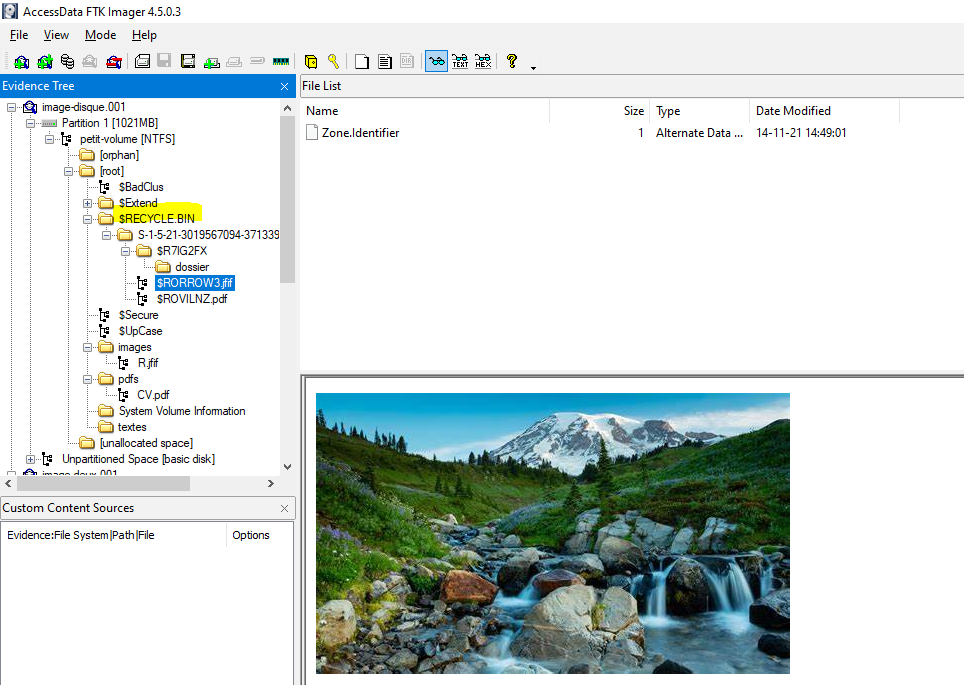 AccessData FTK Imager 4.5.0.3
File View Mode Help
TEXT HEX
Evidence Tree
File List
image-disque.001
Partition 1 [1021MB]
petit-volume [NTFS]
[orphan]
[root]
$BadClus
$Extend
$RECYCLE.BIN
S-1-5-21-3019567094-371339
$R7IG2FX
dossier
$RORROW3.jfif
$ROVILNZ.pdf
$Secure
$UpCase
images
R.jfif
pdfs
CV.pdf
System Volume Information
textes
[unallocated space]
Unpartitioned Space [basic disk]
Name Size Type Date Modified
Zone.Identifier 1 Alternate Data ... 14-11-21 14:49:01
Custom Content Sources
Evidence:File System|Path|File Options